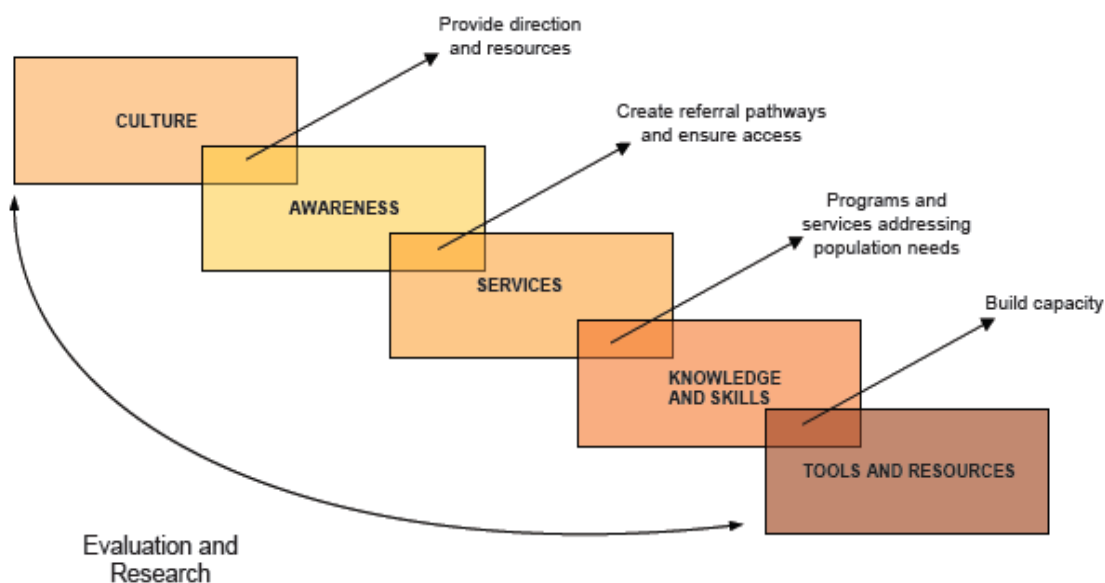 Provide direction
and resources
CULTURE
Create referral pathways
and ensure access
AWARENESS
Programs and
services addressing
population needs
SERVICES
Build capacity
KNOWLEDGE
AND SKILLS
TOOLS AND RESOURCES
Evaluation and
Research